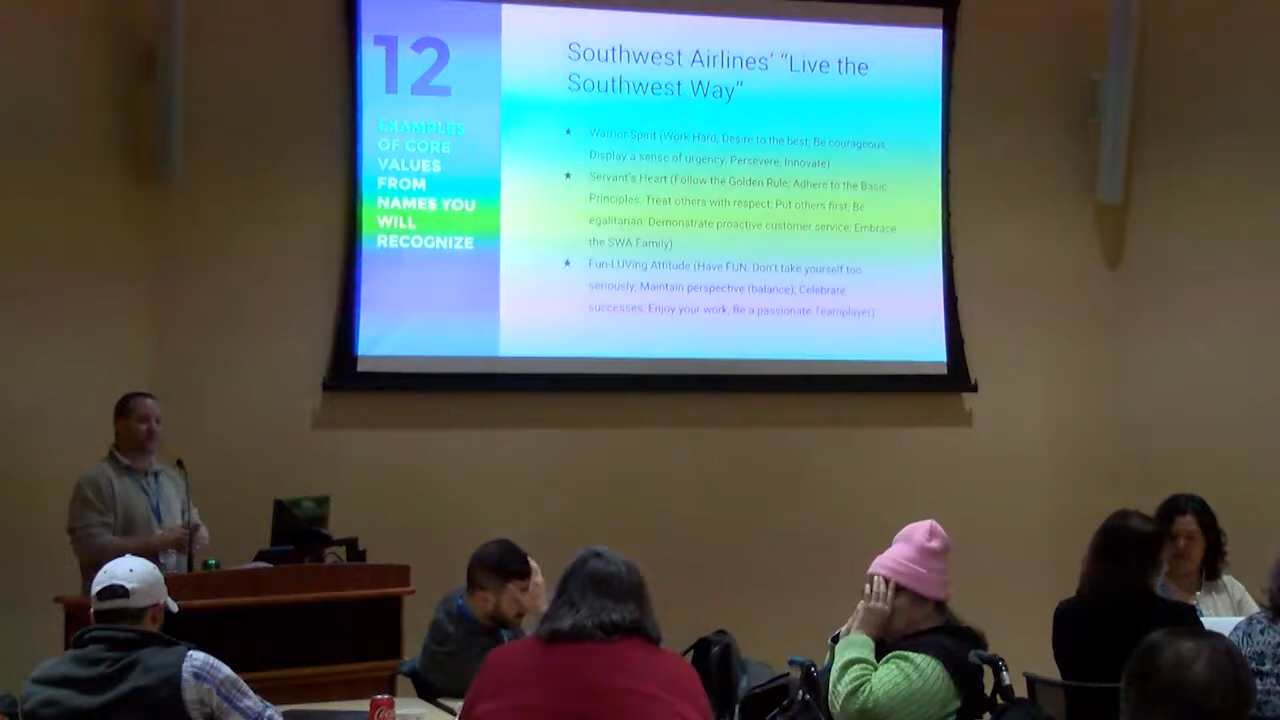 12
EXAMPLES
OF CORE
VALUES
FROM
NAMES YOU
WILL
RECOGNIZE
Southwest Airlines' "Live the
Southwest Way"
★ Warrior Spirit (Work Hard; Desire to the best; Be courageous;
Display a sense of urgency; Persevere; Innovate)
★ Servant's Heart (Follow the Golden Rule; Adhere to the Basic
Principles; Treat others with respect; Put others first; Be
egalitarian; Demonstrate proactive customer service; Embrace
the SWA Family)
★ Fun-LUVing Attitude (Have FUN; Don't take yourself too
seriously; Maintain perspective (balance); Celebrate
successes; Enjoy your work; Be a passionate Teamplayer)